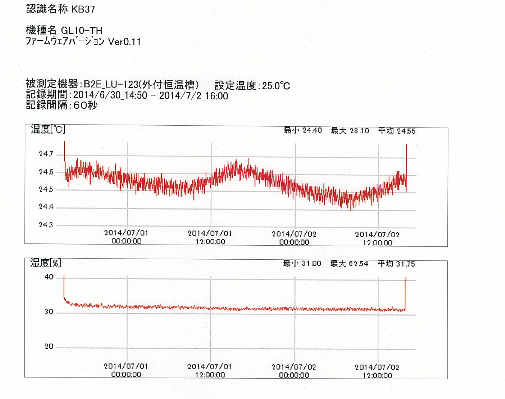 認識名称 KB37
機種名 GL10-TH
ファームウェアバージョン Ver0.11
被測定機器:B2E_LU-123(外付恒温槽) 設定温度:25.0℃
記録期間:2014/6/30_14:50 - 2014/7/2 16:00
記録間隔:60秒
温度[℃] 最小 24.40 最大 28.10 平均 24.55
24.7
24.6
24.5
24.4
24.3
2014/07/01 2014/07/01 2014/07/02 2014/07/02
00:00:00 12:00:00 00:00:00 12:00:00
湿度[%] 最小 31.00 最大 62.54 平均 31.75
40
30
20
2014/07/01 2014/07/01 2014/07/02 2014/07/02
00:00:00 12:00:00 00:00:00 12:00:00